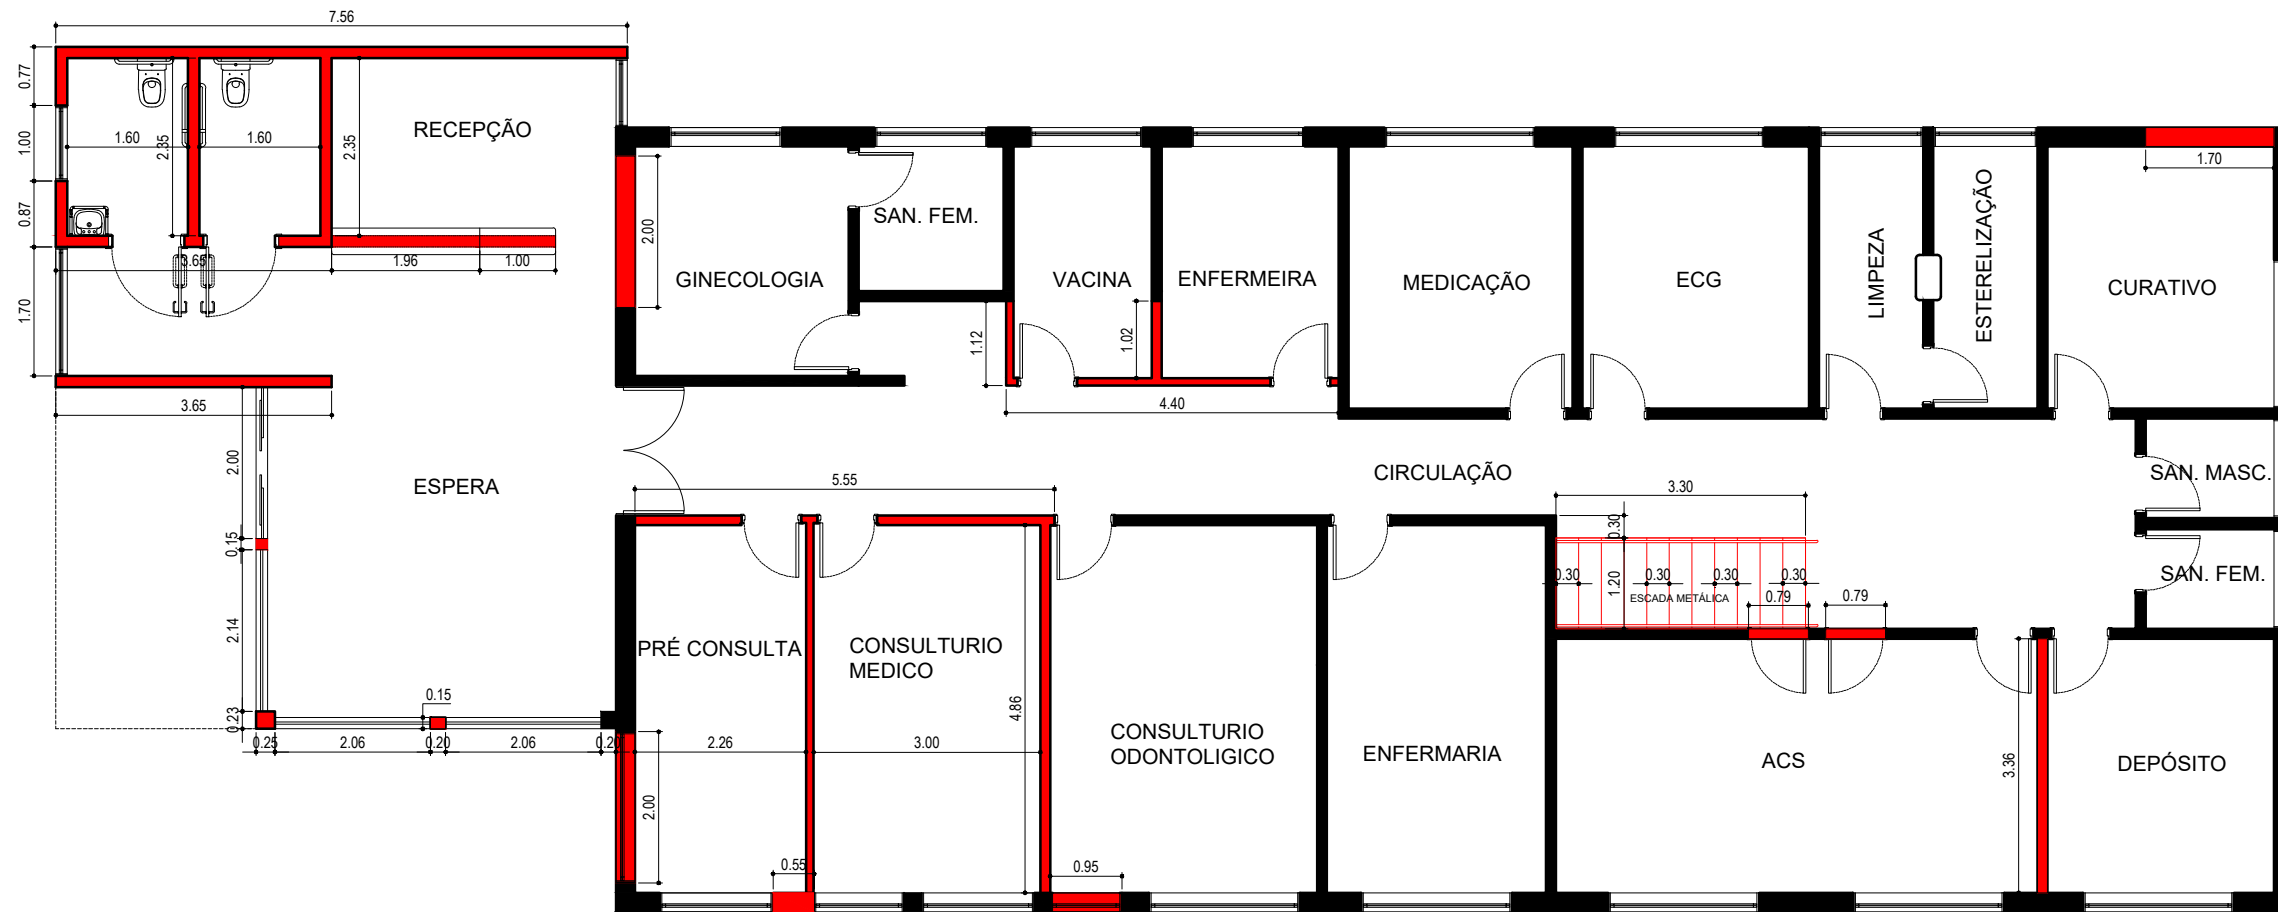 7.56
0.77
1.00
0.87
1.70
1.60
2.35
1.60
2.35
RECEPÇÃO
3.65
1.96
1.00
3.65
2.00
GINECOLOGIA
SAN. FEM.
VACINA
ENFERMEIRA
1.12
1.02
4.40
MEDICAÇÃO
ECG
LIMPEZA
ESTERELIZAÇÃO
1.70
CURATIVO
2.00
0.15
2.14
0.23
ESPERA
5.55
CIRCULAÇÃO
3.30
0.30
1.20
0.30
0.30
0.30
0.30
ESCADA METÁLICA
0.79
0.79
SAN. MASC.
SAN. FEM.
0.15
0.25
2.06
0.20
2.06
0.20
PRÉ CONSULTA
CONSULTURIO
MEDICO
2.26
3.00
4.86
2.00
0.55
0.95
CONSULTURIO
ODONTOLIGICO
ENFERMARIA
ACS
3.36
DEPÓSITO